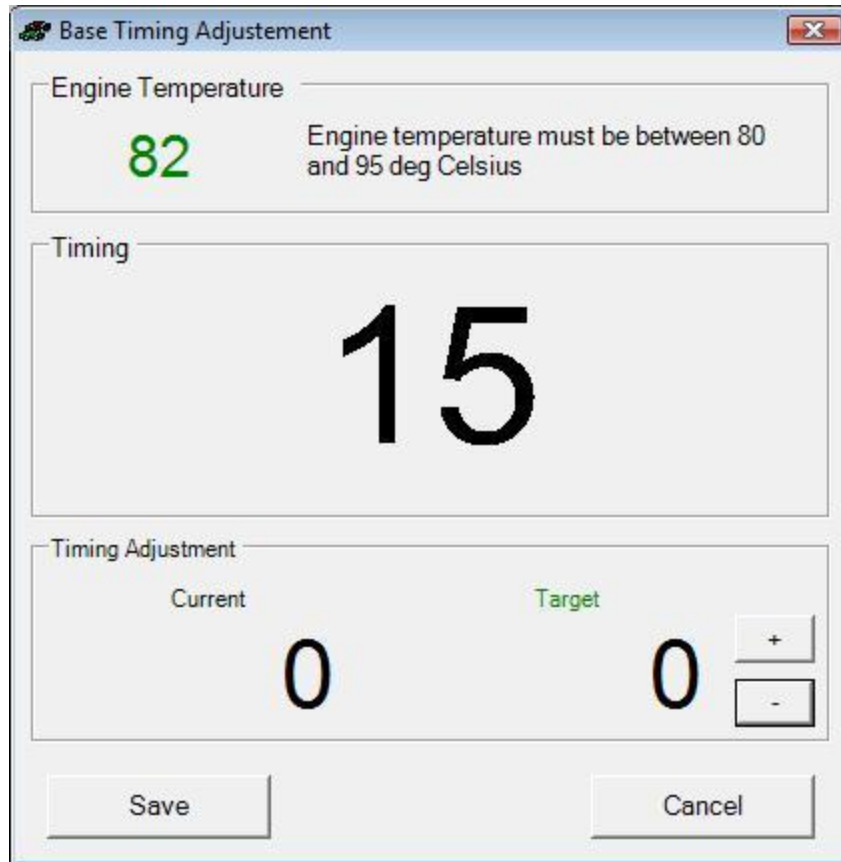 Base Timing Adjustement
Engine Temperature
82
Engine temperature must be between 80
and 95 deg Celsius
Timing
15
Timing Adjustment
Current
Target
0
0
+
-
Save
Cancel